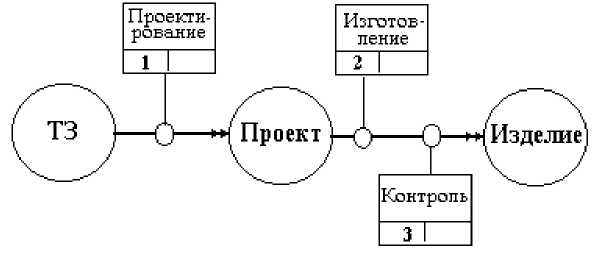 Проекти-
рование
1
Изготов-
ление
2
ТЗ
Проект
Изделие
Контроль
3